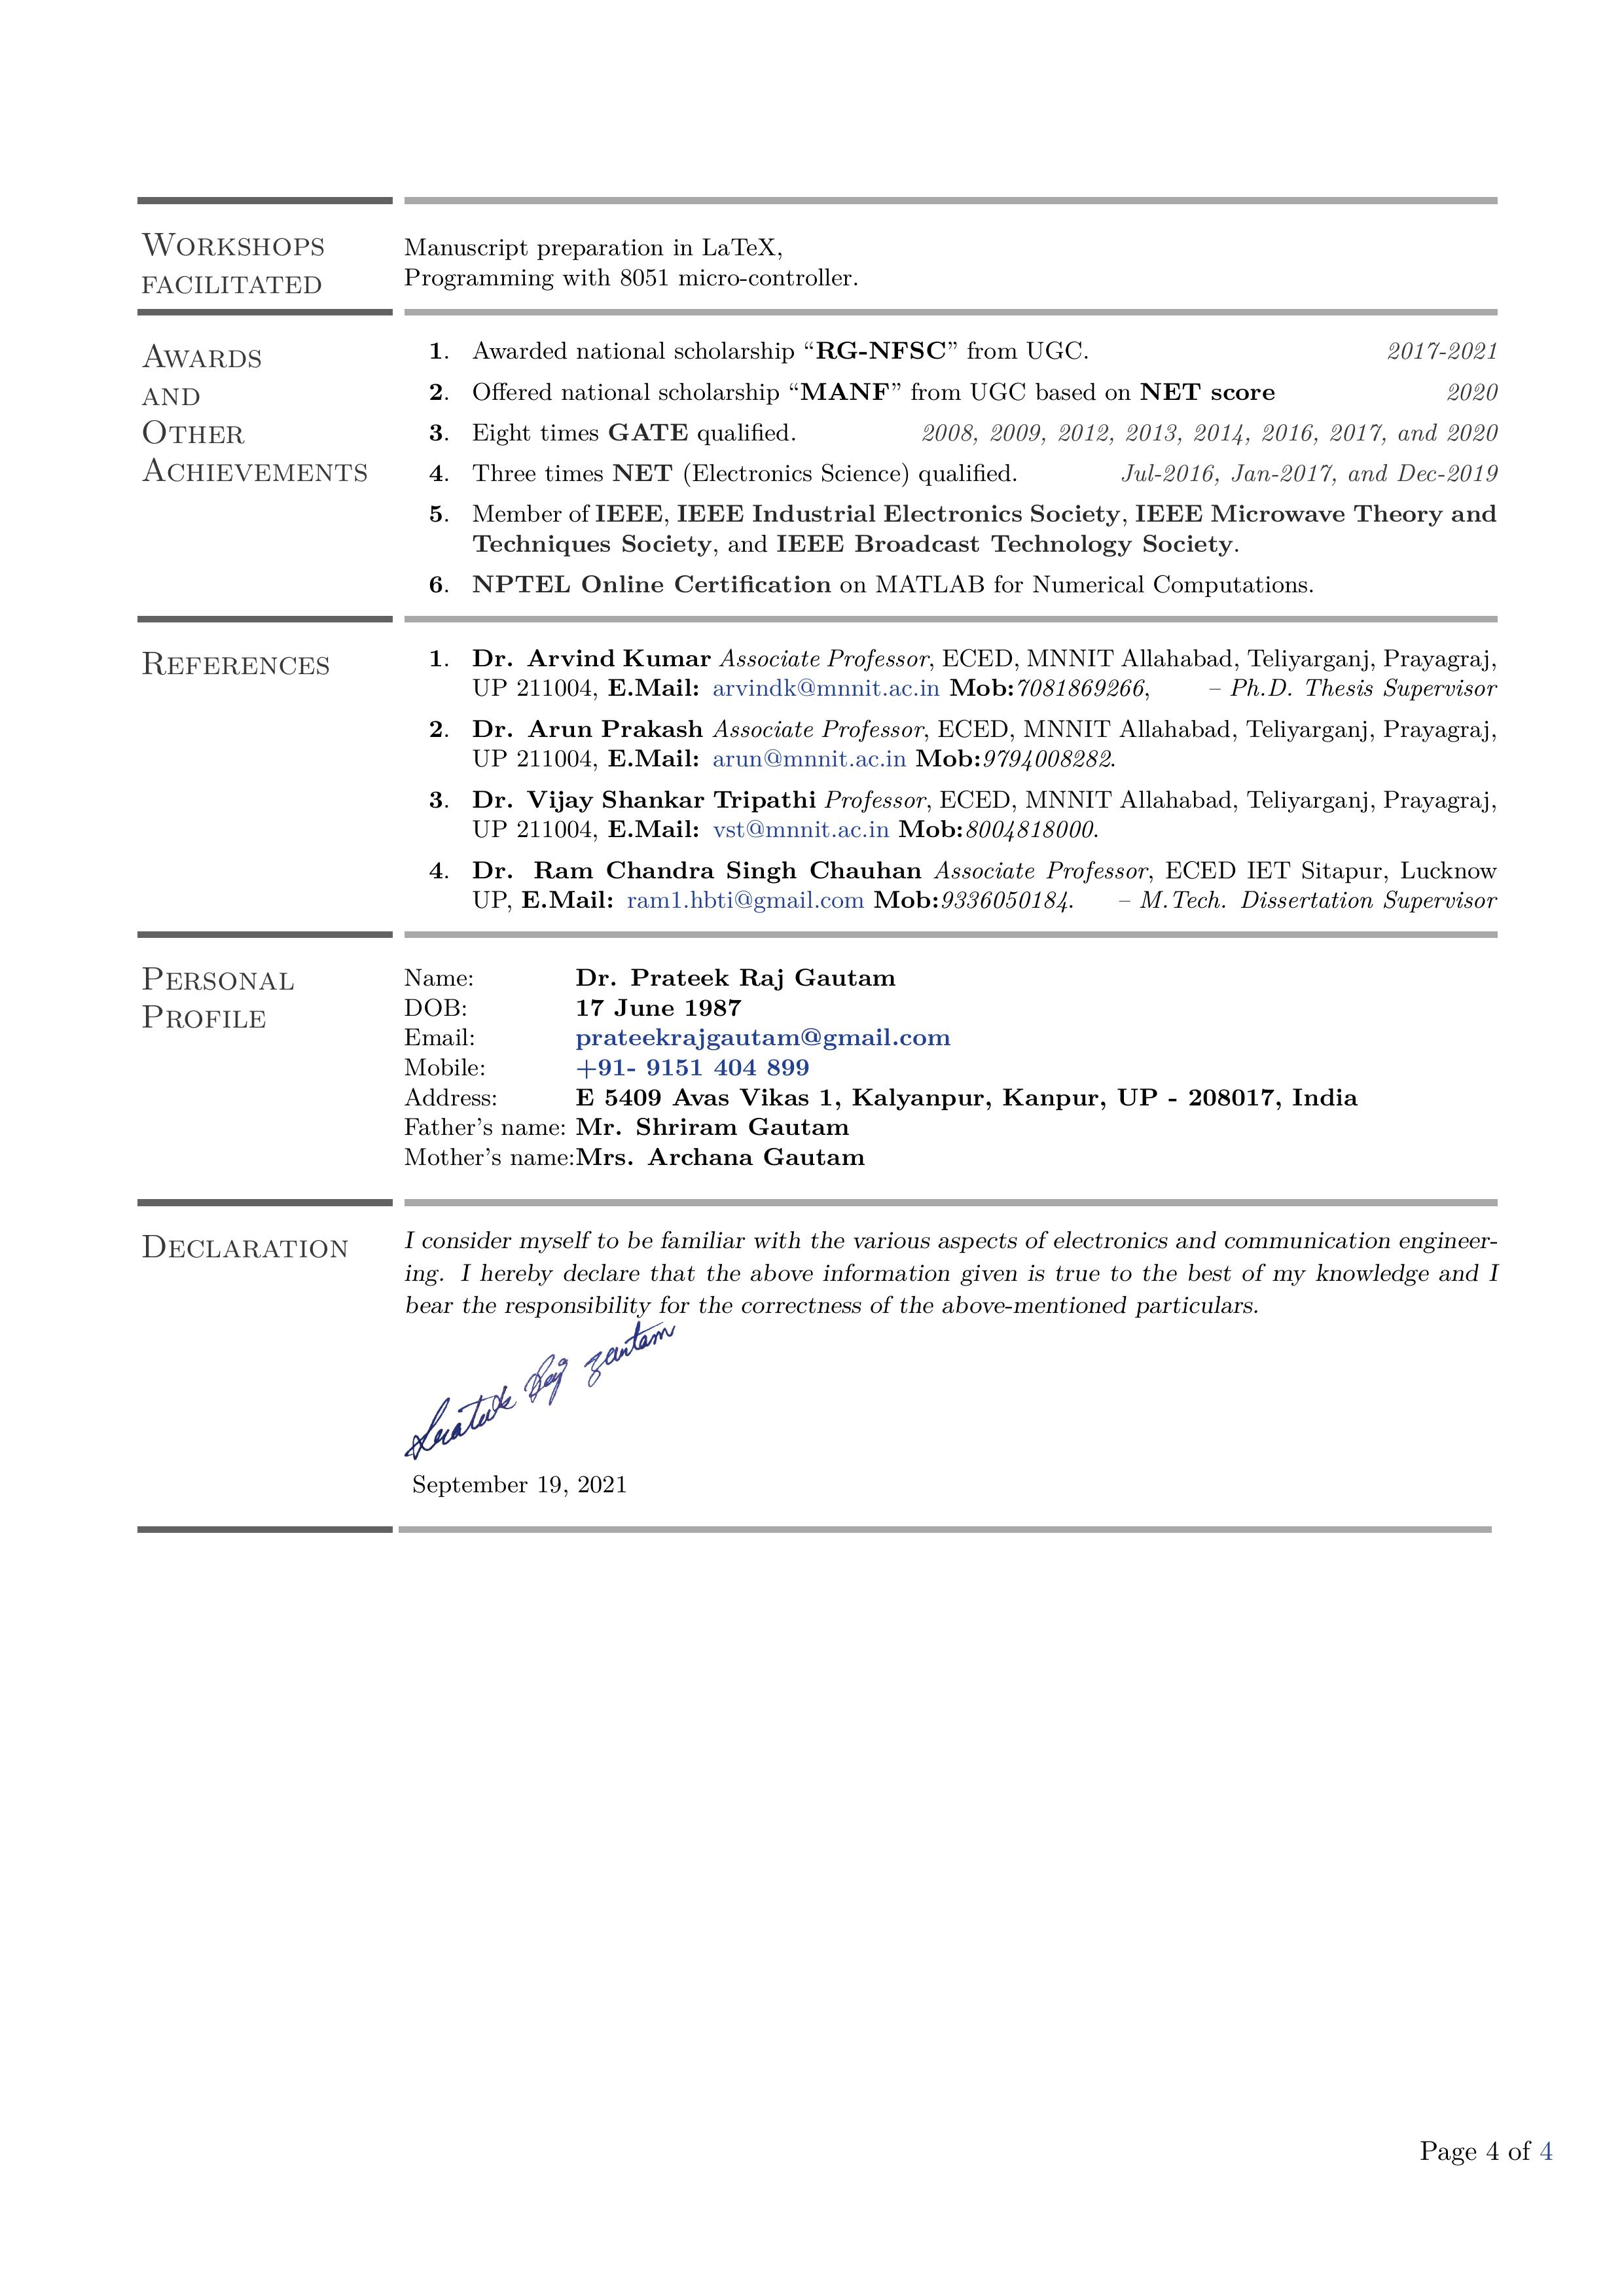 WORKSHOPS
FACILITATED
Manuscript preparation in LaTeX,
Programming with 8051 micro-controller.
AWARDS
AND
OTHER
ACHIEVEMENTS
1. Awarded national scholarship “RG-NFSC” from UGC. 2017-2021
2. Offered national scholarship “MANF” from UGC based on NET score 2020
3. Eight times GATE qualified. 2008, 2009, 2012, 2013, 2014, 2016, 2017, and 2020
4. Three times NET (Electronics Science) qualified. Jul-2016, Jan-2017, and Dec-2019
5. Member of IEEE, IEEE Industrial Electronics Society, IEEE Microwave Theory and
Techniques Society, and IEEE Broadcast Technology Society.
6. NPTEL Online Certification on MATLAB for Numerical Computations.
REFERENCES
1. Dr. Arvind Kumar Associate Professor, ECED, MNNIT Allahabad, Teliyarganj, Prayagraj,
UP 211004, E.Mail: arvindk@mnnit.ac.in Mob:7081869266, – Ph.D. Thesis Supervisor
2. Dr. Arun Prakash Associate Professor, ECED, MNNIT Allahabad, Teliyarganj, Prayagraj,
UP 211004, E.Mail: arun@mnnit.ac.in Mob:9794008282.
3. Dr. Vijay Shankar Tripathi Professor, ECED, MNNIT Allahabad, Teliyarganj, Prayagraj,
UP 211004, E.Mail: vst@mnnit.ac.in Mob:8004818000.
4. Dr. Ram Chandra Singh Chauhan Associate Professor, ECED IET Sitapur, Lucknow
UP, E.Mail: ram1.hbti@gmail.com Mob:9336050184. – M.Tech. Dissertation Supervisor
PERSONAL
PROFILE
Name: Dr. Prateek Raj Gautam
DOB: 17 June 1987
Email: prateekrajgautam@gmail.com
Mobile: +91- 9151 404 899
Address: E 5409 Avas Vikas 1, Kalyanpur, Kanpur, UP - 208017, India
Father’s name: Mr. Shriram Gautam
Mother’s name:Mrs. Archana Gautam
DECLARATION
I consider myself to be familiar with the various aspects of electronics and communication engineer-
ing. I hereby declare that the above information given is true to the best of my knowledge and I
bear the responsibility for the correctness of the above-mentioned particulars.
Prateek Raj Gautam
September 19, 2021
Page 4 of 4